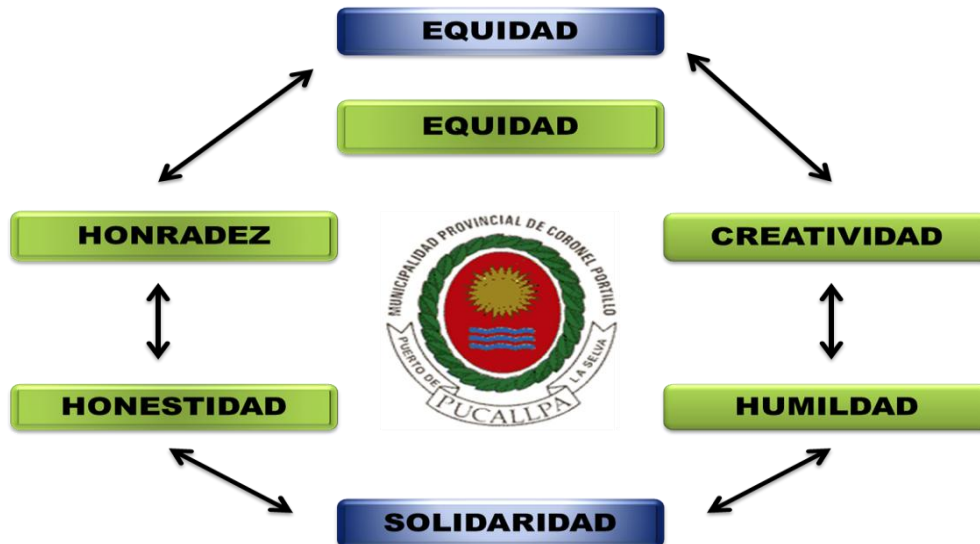 EQUIDAD
EQUIDAD
HONRADEZ
CREATIVIDAD
MUNICIPALIDAD PROVINCIAL DE CORONEL PORTILLO
PUERTO DE
PUCALLPA
LA SELVA
HONESTIDAD
HUMILDAD
SOLIDARIDAD